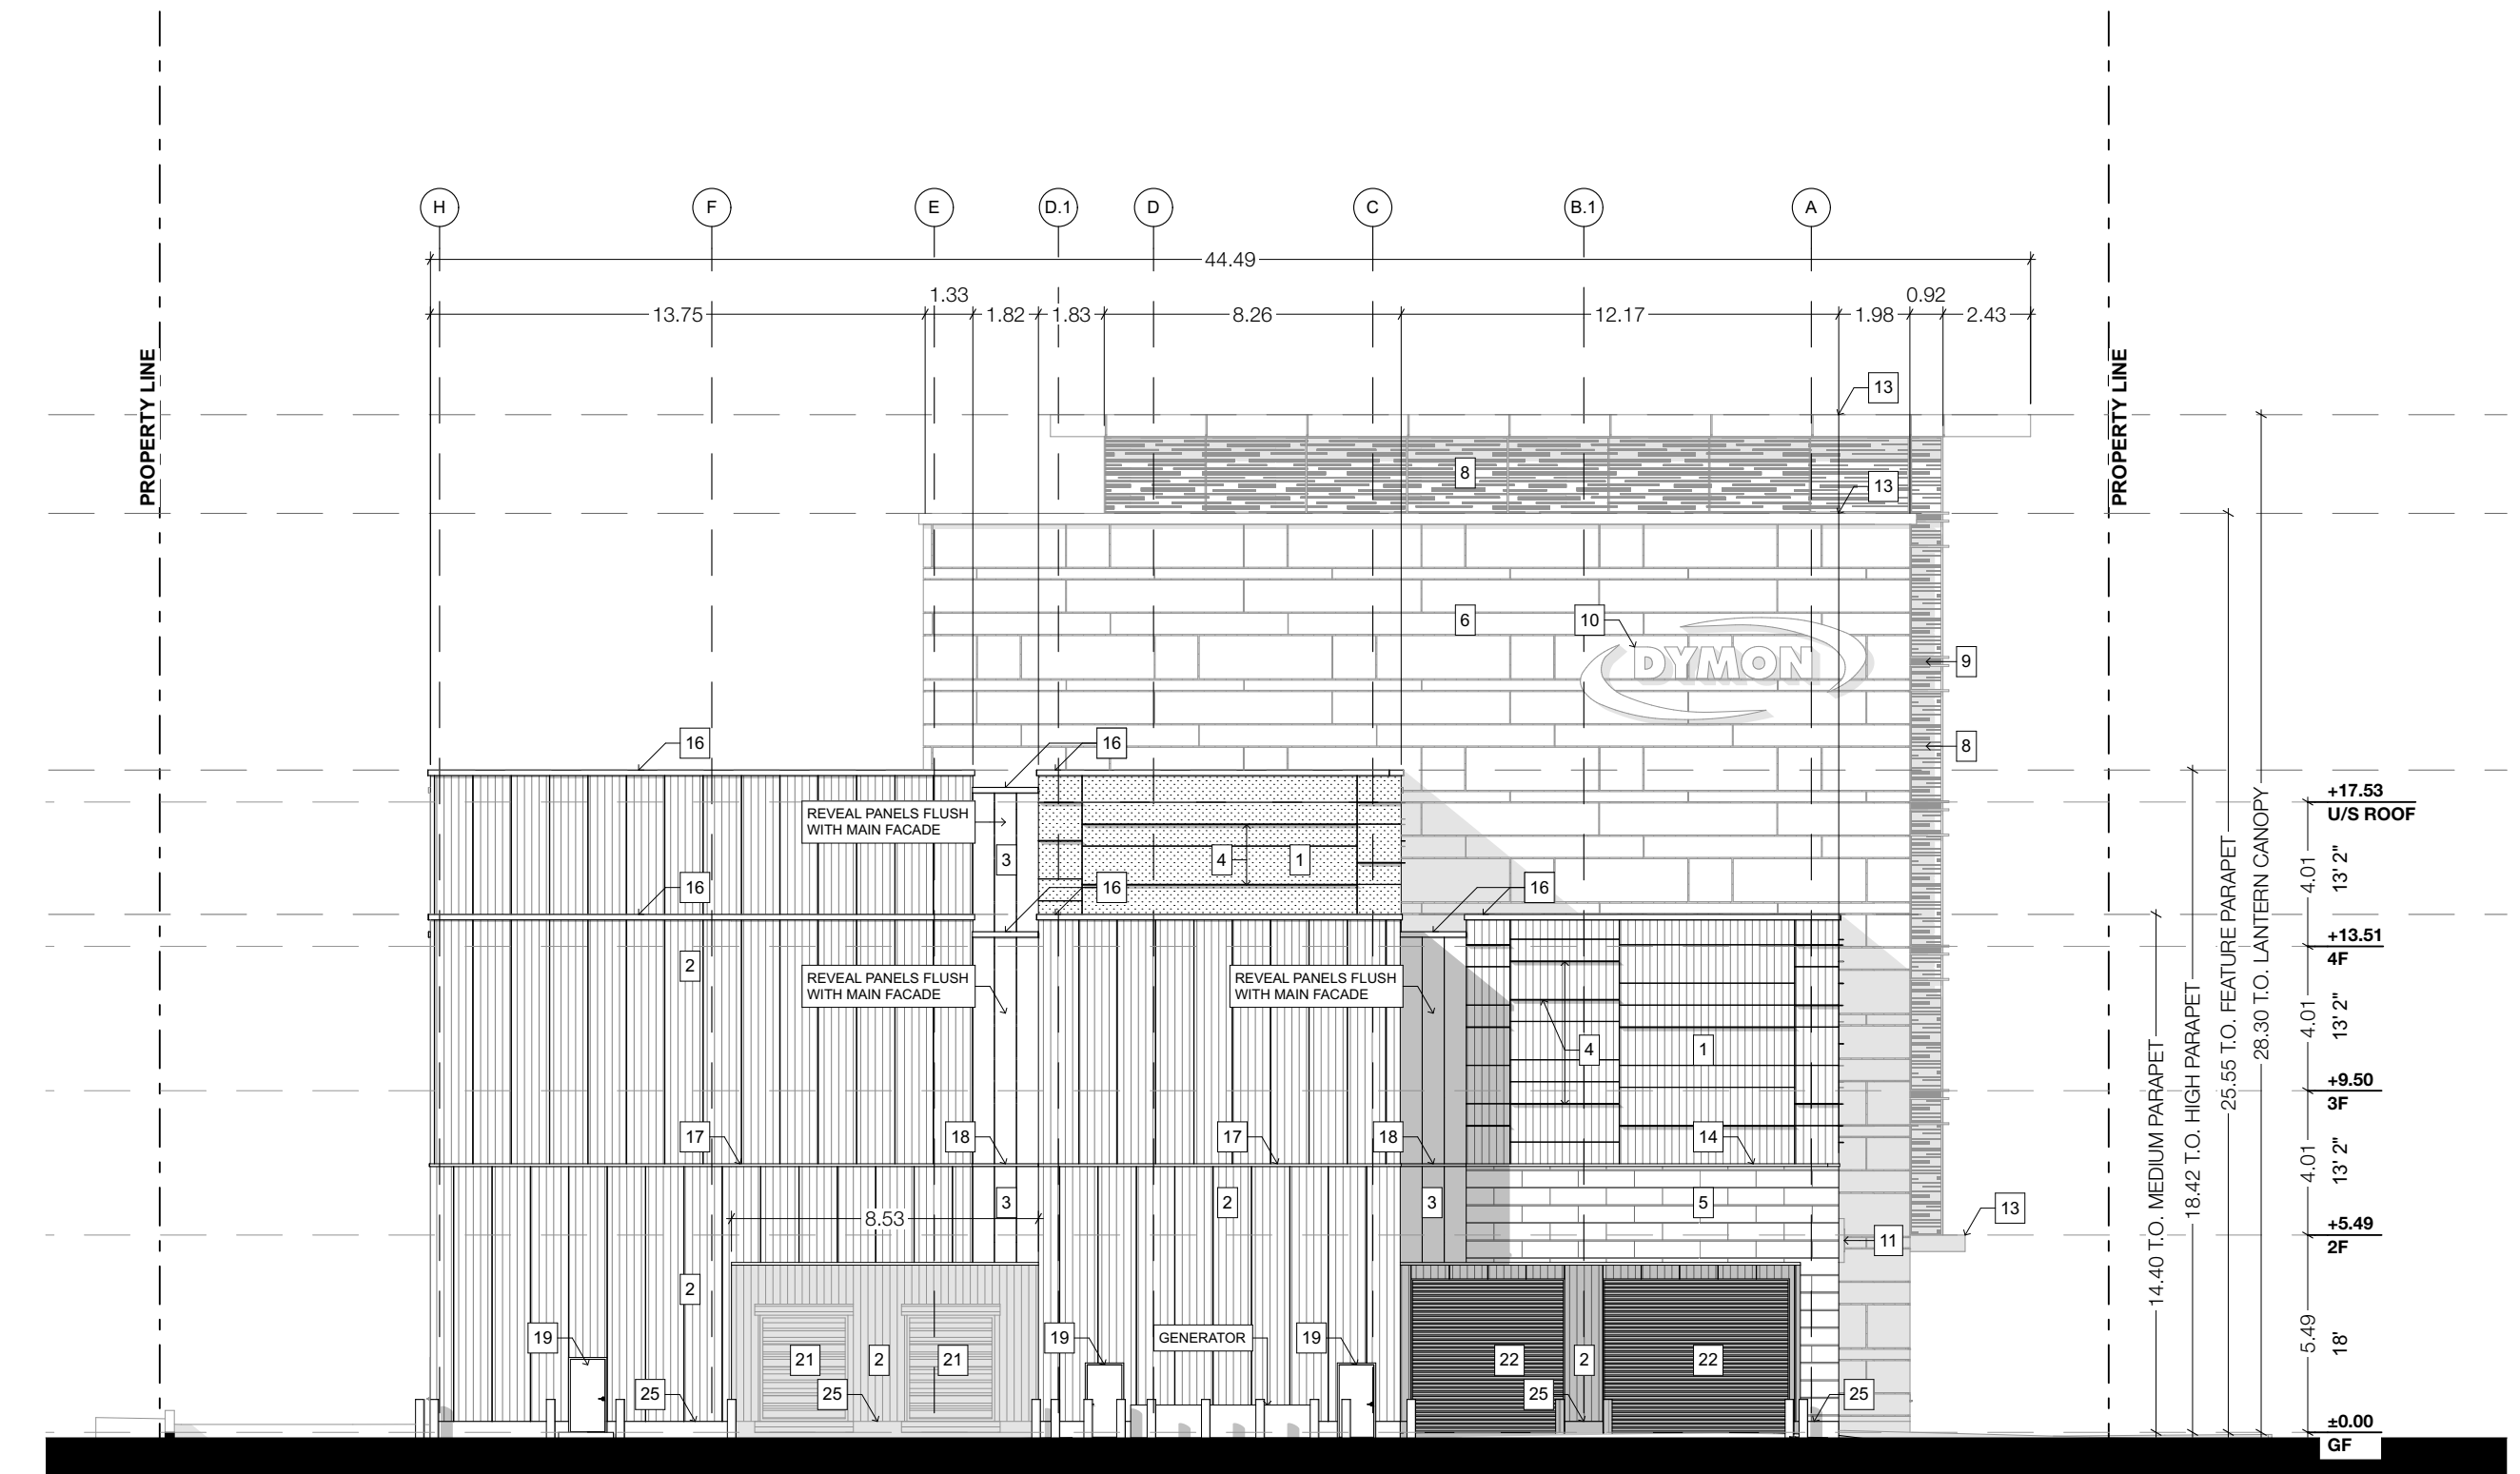 H
F
E
D.1
D
C
B.1
A
44.49
13.75
1.33
1.82
1.83
8.26
12.17
1.98
0.92
2.43
PROPERTY LINE
PROPERTY LINE
13
8
13
6
10
DYMON
9
8
16
16
REVEAL PANELS FLUSH
WITH MAIN FACADE
3
4
1
16
16
16
2
REVEAL PANELS FLUSH
WITH MAIN FACADE
REVEAL PANELS FLUSH
WITH MAIN FACADE
4
1
17
18
17
18
14
3
2
3
5
8.53
13
11
2
19
19
GENERATOR
19
21
2
21
22
2
22
25
25
25
25
14.40 T.O. MEDIUM PARAPET
18.42 T.O. HIGH PARAPET
25.55 T.O. FEATURE PARAPET
28.30 T.O. LANTERN CANOPY
+17.53
U/S ROOF
4.01
13' 2"
+13.51
4F
4.01
13' 2"
+9.50
3F
4.01
13' 2"
+5.49
2F
5.49
18'
±0.00
GF